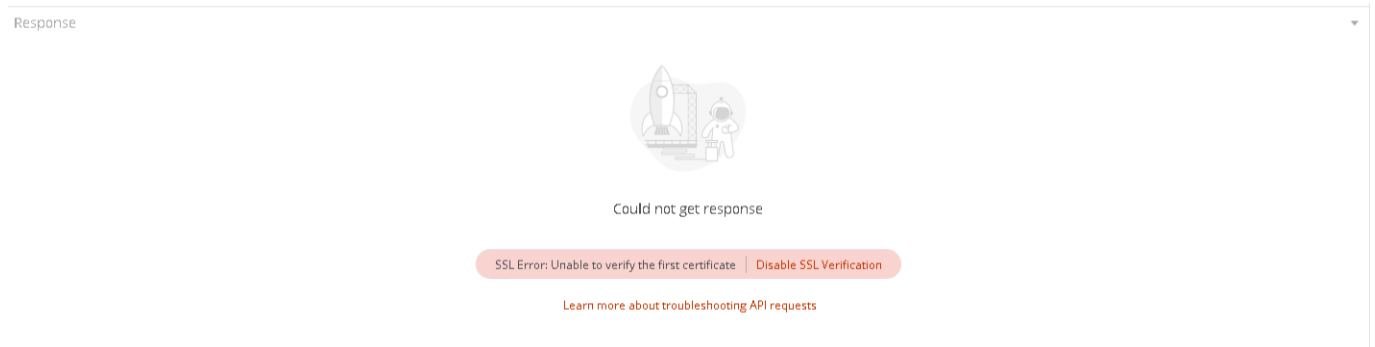 Response
Could not get response
SSL Error: Unable to verify the first certificate Disable SSL Verification
Learn more about troubleshooting API requests